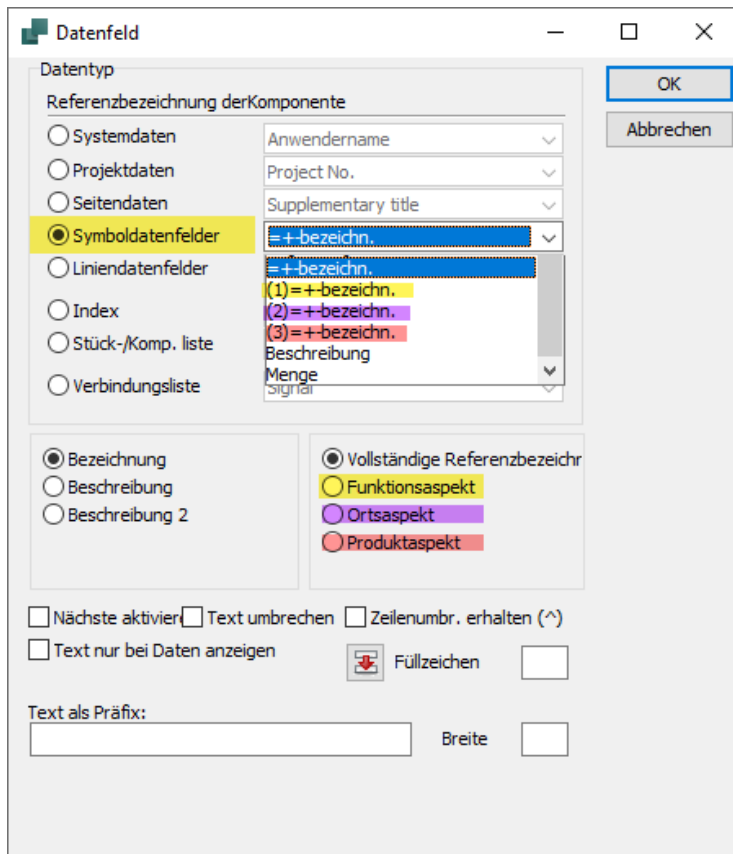 Datenfeld
Datentyp
Referenzbezeichnung derKomponente
Systemdaten Anwendername
Projektdaten Project No.
Seitendaten Supplementary title
Symboldatenfelder =+-bezeichn.
Liniendatenfelder =+-bezeichn.
(1)=+-bezeichn.
Index (2)=+-bezeichn.
Stück-/Komp. liste (3)=+-bezeichn.
Beschreibung
Menge
Verbindungsliste Signal
OK
Abbrechen
Bezeichnung
Beschreibung
Beschreibung 2
Vollständige Referenzbezeichr
Funktionsaspekt
Ortsaspekt
Produktaspekt
Nächste aktivier Text umbrechen Zeilenumbr. erhalten (^)
Text nur bei Daten anzeigen Füllzeichen
Text als Präfix:
Breite